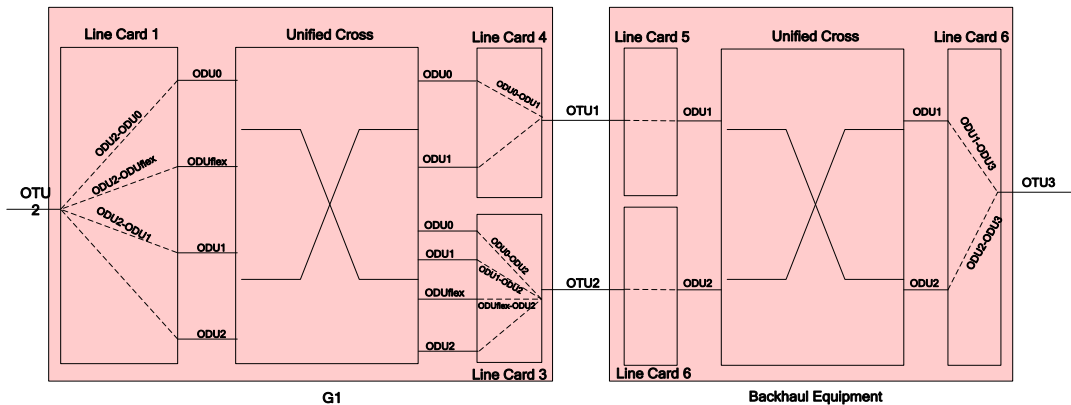 Line Card 1
Unified Cross
Line Card 4
Line Card 5
Unified Cross
Line Card 6
ODU0
ODUflex
ODU1
ODU2
ODU2-ODU0
ODU2-ODUflex
ODU2-ODU1
OTU
2
ODU0
ODU1
ODU0
ODU1
ODUflex
ODU2
ODU0-ODU1
ODU0-ODU2
ODU1-ODU2
ODUflex-ODU2
Line Card 3
OTU1
OTU2
ODU1
ODU2
Line Card 6
ODU1
ODU2
ODU1-ODU3
ODU2-ODU3
OTU3
G1
Backhaul Equipment